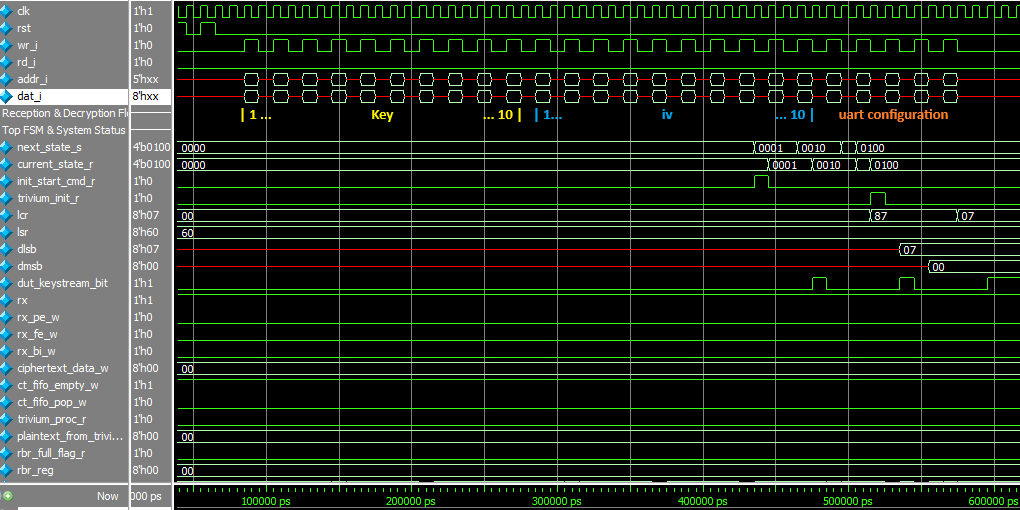 clk 1'h1
rst 1'h0
wr_i 1'h0
rd_i 1'h0
addr_i 5'hxx
dat_i 8'hxx
Reception & Decryption Fl | 1 ... Key ... 10 | | 1... iv ... 10 | uart configuration
Top FSM & System Status
next_state_s 4'b0100 0000 0001 0010 0100
current_state_r 4'b0100 0000 0001 0010 0100
init_start_cmd_r 1'h0
trivium_init_r 1'h0
lcr 8'h07 00 87 07
lsr 8'h60 60
dlsb 8'h07 07
dmsb 8'h00 00
dut_keystream_bit 1'h1
rx 1'h1
rx_pe_w 1'h0
rx_fe_w 1'h0
rx_bi_w 1'h0
ciphertext_data_w 8'h00 00
ct_fifo_empty_w 1'h1
ct_fifo_pop_w 1'h0
trivium_proc_r 1'h0
plaintext_from_trivi... 8'h00 00
rbr_full_flag_r 1'h0
rbr_reg 8'h00 00
Now 000 ps 100000 ps 200000 ps 300000 ps 400000 ps 500000 ps 600000 ps